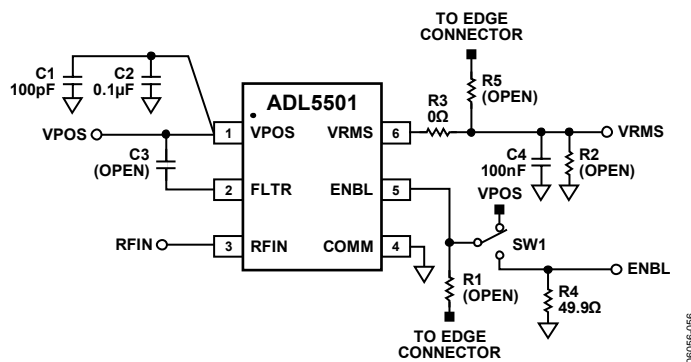 TO EDGE
CONNECTOR
C1
100pF
C2
0.1µF
ADL5501
R5
(OPEN)
R3
0Ω
VPOS
1
VPOS
VRMS
6
VRMS
C3
(OPEN)
C4
100nF
R2
(OPEN)
2
FLTR
ENBL
5
VPOS
SW1
RFIN
3
RFIN
COMM
4
ENBL
R1
(OPEN)
R4
49.9Ω
TO EDGE
CONNECTOR
06056-056